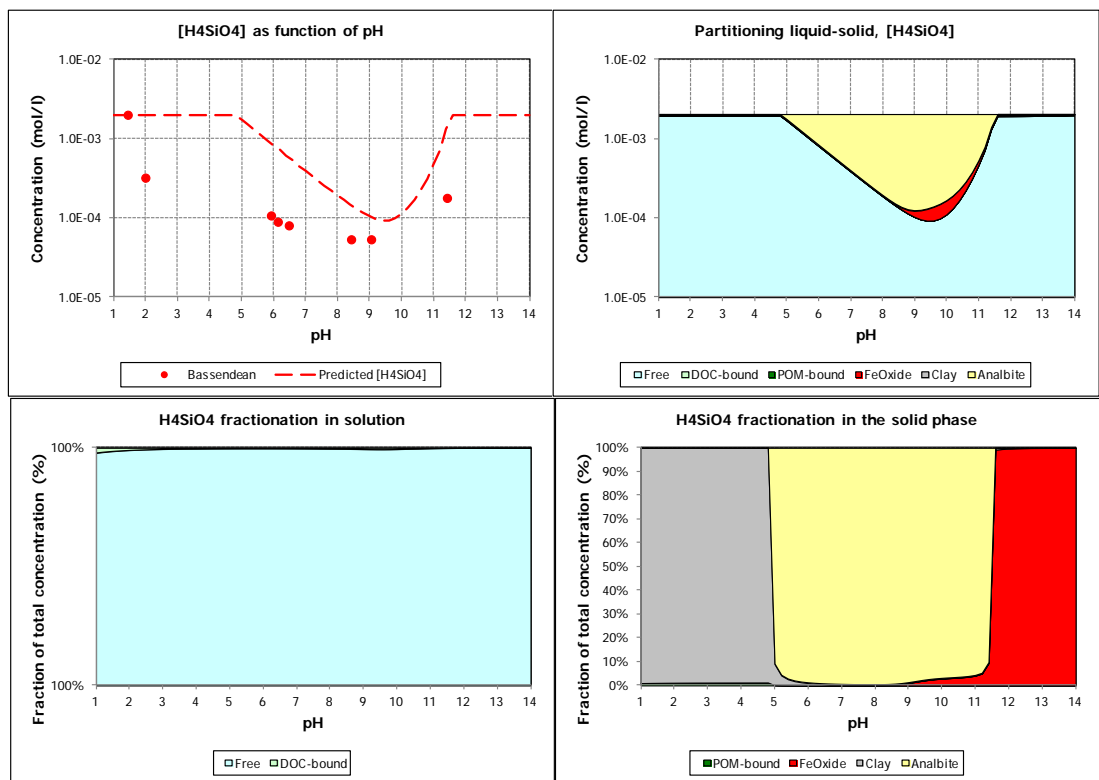 [H4SiO4] as function of pH
1.0E-02
1.0E-03
1.0E-04
1.0E-05
Concentration (mol/l)
1 2 3 4 5 6 7 8 9 10 11 12 13 14
pH
Bassendean Predicted [H4SiO4]
Partitioning liquid-solid, [H4SiO4]
1.0E-02
1.0E-03
1.0E-04
1.0E-05
Concentration (mol/l)
1 2 3 4 5 6 7 8 9 10 11 12 13 14
pH
Free DOC-bound POM-bound FeOxide Clay Analbite
H4SiO4 fractionation in solution
100%
100%
Fraction of total concentration (%)
1 2 3 4 5 6 7 8 9 10 11 12 13 14
pH
Free DOC-bound
H4SiO4 fractionation in the solid phase
100%
90%
80%
70%
60%
50%
40%
30%
20%
10%
0%
Fraction of total concentration (%)
1 2 3 4 5 6 7 8 9 10 11 12 13 14
pH
POM-bound FeOxide Clay Analbite